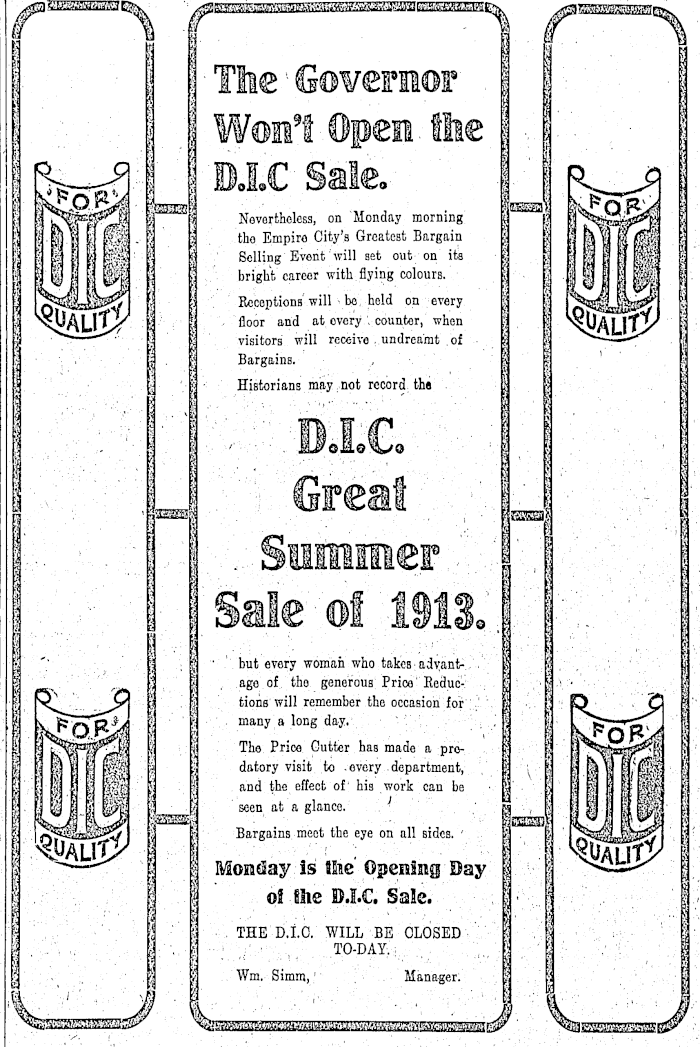 The Governor
Won't Open the
D.I.C Sale.
Nevertheless, on Monday morning
the Empire City's Greatest Bargain
Selling Event will set out on its
bright career with flying colours.
Receptions will be held on every
floor and at every counter, when
visitors will receive undreamt of
Bargains.
Historians may not record the
D.I.C.
Great
Summer
Sale of 1913.
but every woman who takes advant-
age of the generous Price Reduc-
tions will remember the occasion for
many a long day.
The Price Cutter has made a pre-
datory visit to every department,
and the effect of his work can be
seen at a glance.
Bargains meet the eye on all sides.
Monday is the Opening Day
of the D.I.C. Sale.
THE D.I.C. WILL BE CLOSED
TO-DAY.
Wm. Simm, Manager.
FOR
DIC
QUALITY
FOR
DIC
QUALITY
FOR
DIC
QUALITY
FOR
DIC
QUALITY